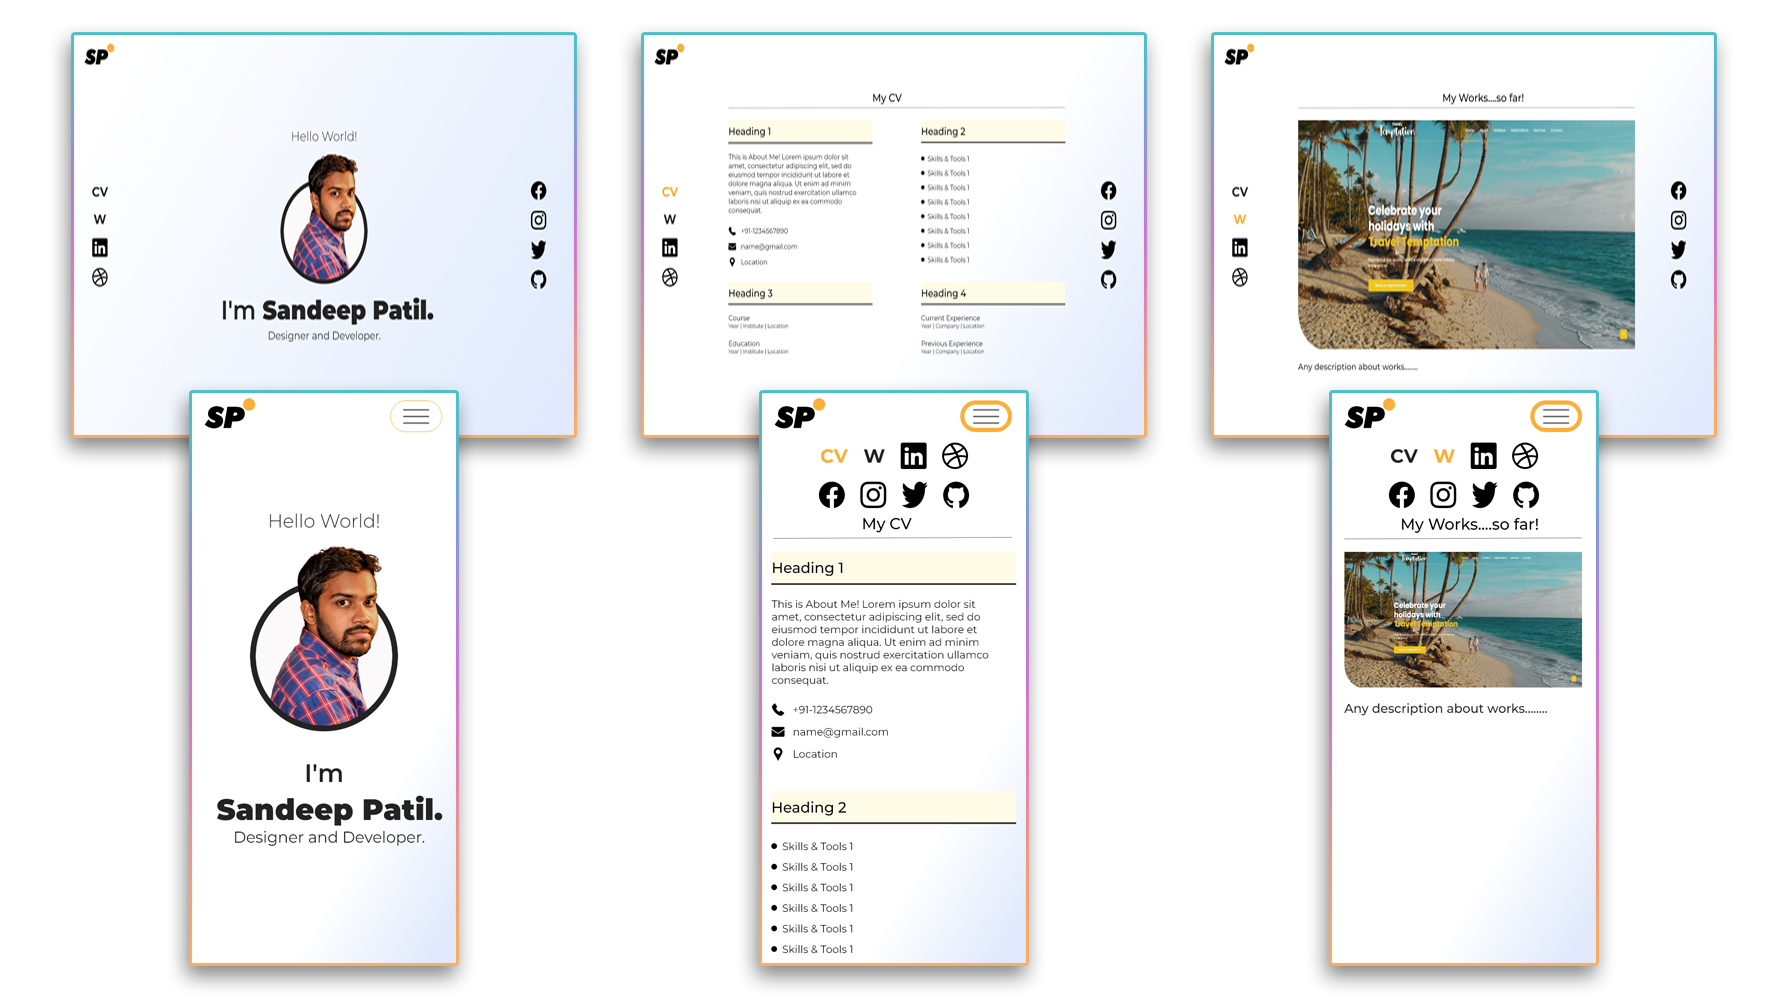 SP
Hello World!
CV
W
I'm Sandeep Patil.
Designer and Developer.
SP
My CV
CV
W
Heading 1
This is About Me! Lorem ipsum dolor sit
amet, consectetur adipiscing elit, sed do
eiusmod tempor incididunt ut labore et
dolore magna aliqua. Ut enim ad minim
veniam, quis nostrud exercitation ullamco
laboris nisi ut aliquip ex ea commodo
consequat.
+91-1234567890
name@gmail.com
Location
Heading 2
Skills & Tools 1
Skills & Tools 1
Skills & Tools 1
Skills & Tools 1
Skills & Tools 1
Skills & Tools 1
Skills & Tools 1
Skills & Tools 1
Heading 3
Course
Year | Institute | Location
Education
Year | Institute | Location
Heading 4
Current Experience
Year | Company | Location
Previous Experience
Year | Company | Location
SP
My Works....so far!
CV
W
Temptation
Celebrate your
holidays with
Travel Temptation
Any description about works........
SP
Hello World!
I'm
Sandeep Patil.
Designer and Developer.
SP
CV W in
My CV
Heading 1
This is About Me! Lorem ipsum dolor sit
amet, consectetur adipiscing elit, sed do
eiusmod tempor incididunt ut labore et
dolore magna aliqua. Ut enim ad minim
veniam, quis nostrud exercitation ullamco
laboris nisi ut aliquip ex ea commodo
consequat.
+91-1234567890
name@gmail.com
Location
Heading 2
Skills & Tools 1
Skills & Tools 1
Skills & Tools 1
Skills & Tools 1
Skills & Tools 1
Skills & Tools 1
SP
CV W in
My Works....so far!
Temptation
Celebrate your
holidays with
Travel Temptation
Any description about works........